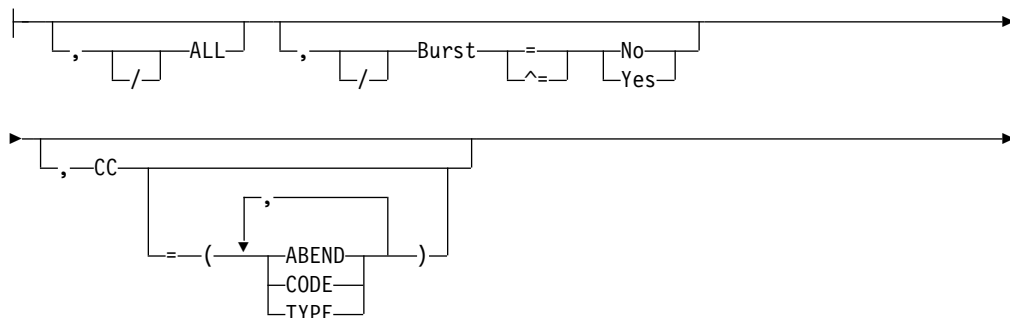 , / ALL , / Burst = No
^= Yes
, CC
,
= ( ABEND )
CODE
TYPE